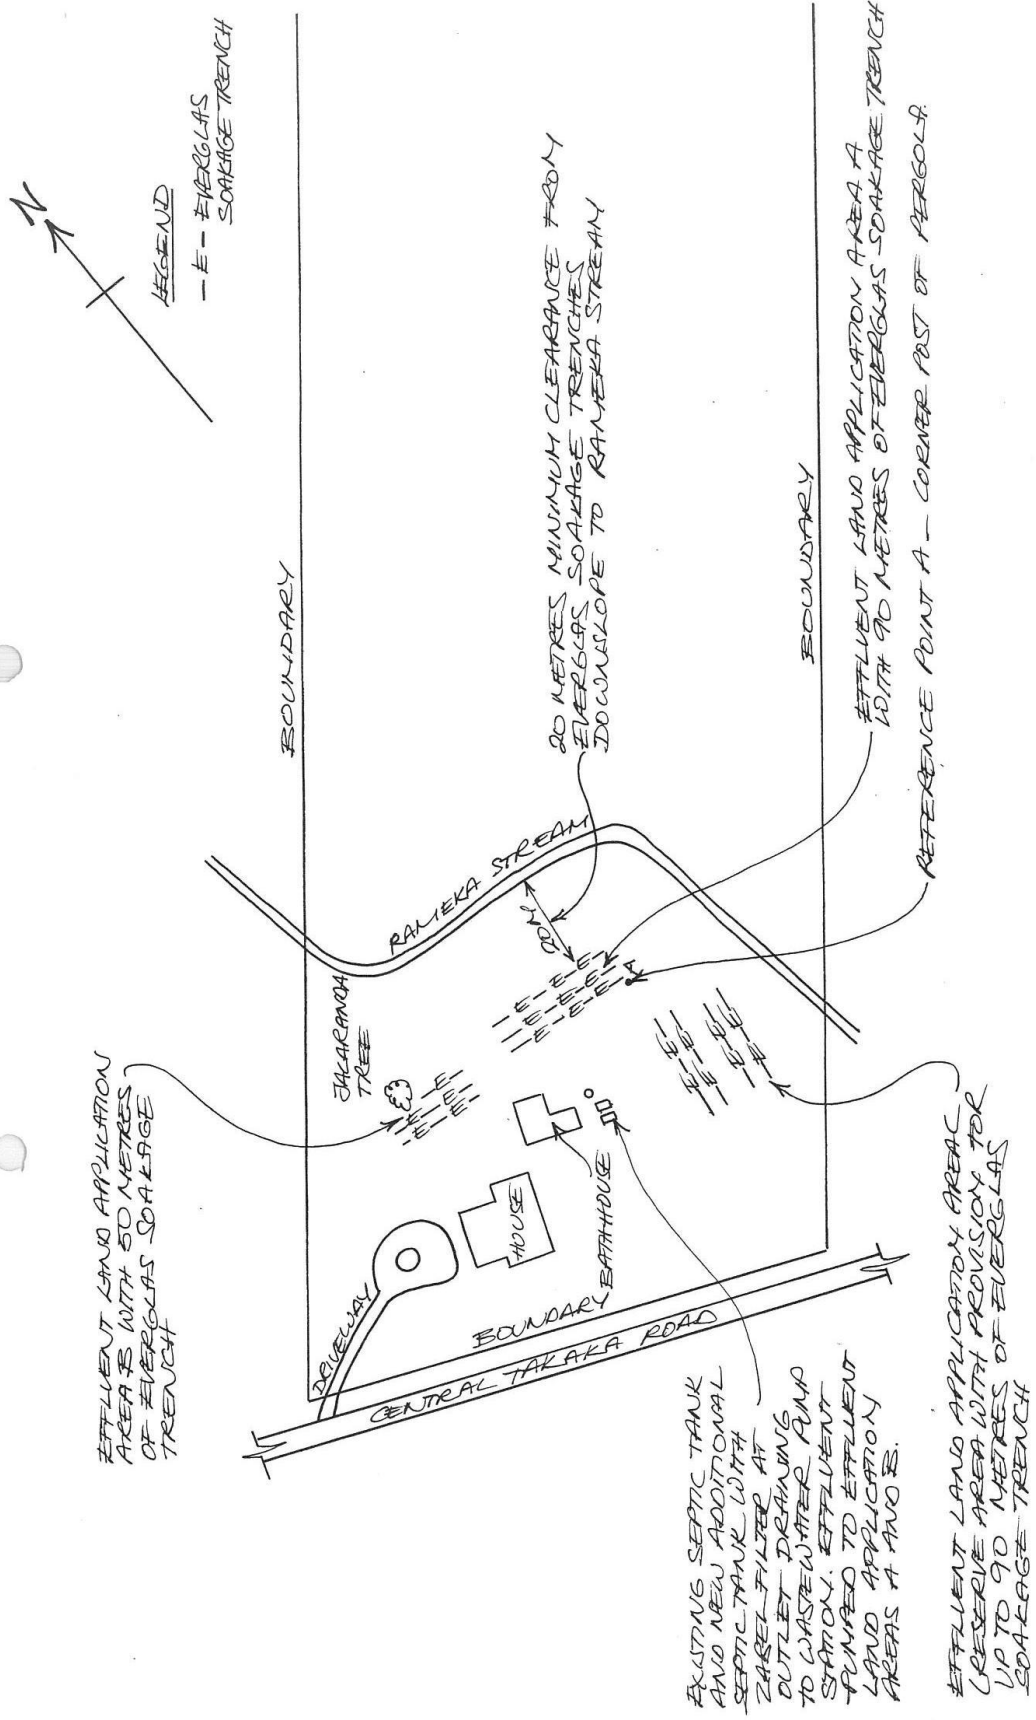 N
LEGEND
-E- EVERGLAS
SOAKAGE TRENCH
EFFLUENT LAND APPLICATION
AREA B WITH 50 METRES
OF EVERGLAS SOAKAGE
TRENCH
BOUNDARY
JACARANDA
TREE
RAMEKA STREAM
20M
20 METRES MINIMUM CLEARANCE FROM
EVERGLAS SOAKAGE TRENCHES
DOWNSLOPE TO RAMEKA STREAM
DRIVEWAY
HOUSE
BATHHOUSE
BOUNDARY
CENTRAL TAKAKA ROAD
E E
E E
E E
E E E
E E E
E E E
A
E E
E E
E E
E E
BOUNDARY
EFFLUENT LAND APPLICATION AREA A
WITH 90 METRES OF EVERGLAS SOAKAGE TRENCH
REFERENCE POINT A - CORNER POST OF PERGOLA.
EXISTING SEPTIC TANK
AND NEW ADDITIONAL
SEPTIC TANK WITH
ZABEL FILTER AT
OUTLET DRAINING
TO WASTEWATER PUMP
STATION. EFFLUENT
PUMPED TO EFFLUENT
LAND APPLICATION
AREAS A AND B.
EFFLUENT LAND APPLICATION AREA C
(RESERVE AREA WITH PROVISION FOR
UP TO 90 METRES OF EVERGLAS
SOAKAGE TRENCH